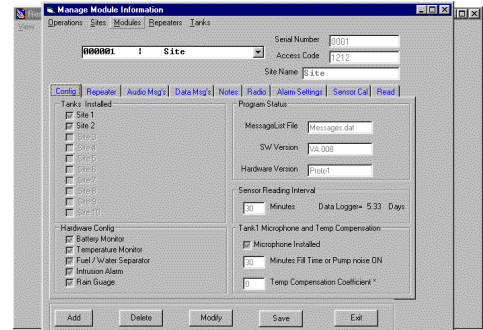 Manage Module Information
View
Operations Sites Modules Repeaters Tanks
Serial Number 0001
000001 : Site
Access Code 1212
Site Name Site
Config Repeater Audio Msg's Data Msg's Notes Radio Alarm Settings Sensor Cal Read
Tanks Installed
Site 1
Site 2
Site 3
Site 4
Site 5
Site 6
Site 7
Site 8
Site 9
Site 10
Program Status
MessageList File Messages.dat
SW Version VA.008
Hardware Version Proto1
Sensor Reading Interval
30 Minutes Data Logger= 5.33 Days
Hardware Config
Battery Monitor
Temperature Monitor
Fuel / Water Separator
Intrusion Alarm
Rain Guage
Tank1 Microphone and Temp Compensation
Microphone Installed
30 Minutes Fill Time or Pump noise ON
0 Temp Compensation Coefficient *
Add Delete Modify Save Exit